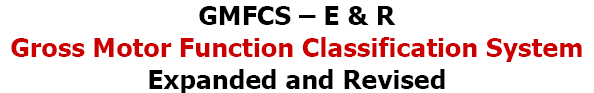 GMFCS – E & R
Gross Motor Function Classification System
Expanded and Revised